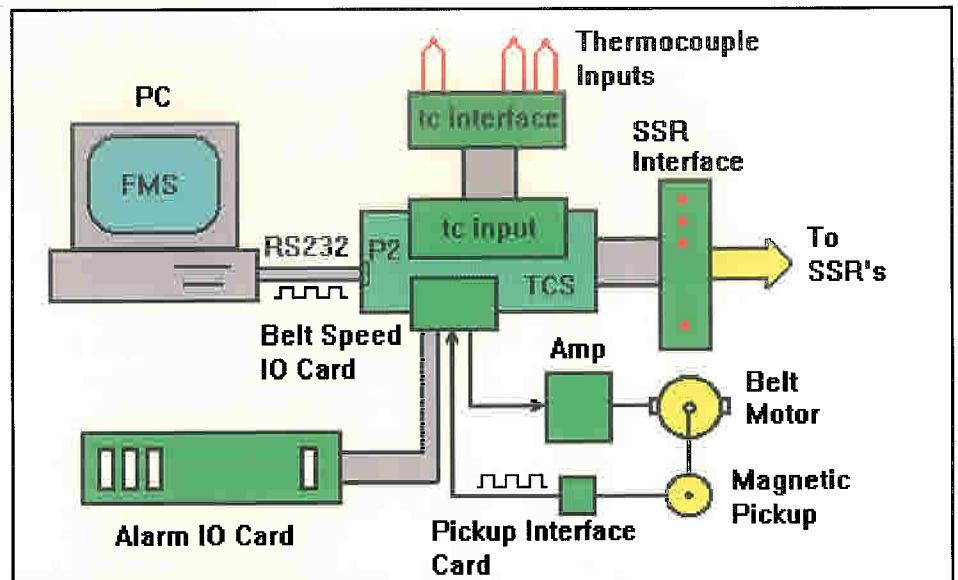 Thermocouple
Inputs
PC
tc interface
SSR
Interface
FMS
tc input
RS232
P2
To
SSR's
TCS
Belt Speed
IO Card
Amp
Belt
Motor
Magnetic
Pickup
Alarm IO Card
Pickup Interface
Card